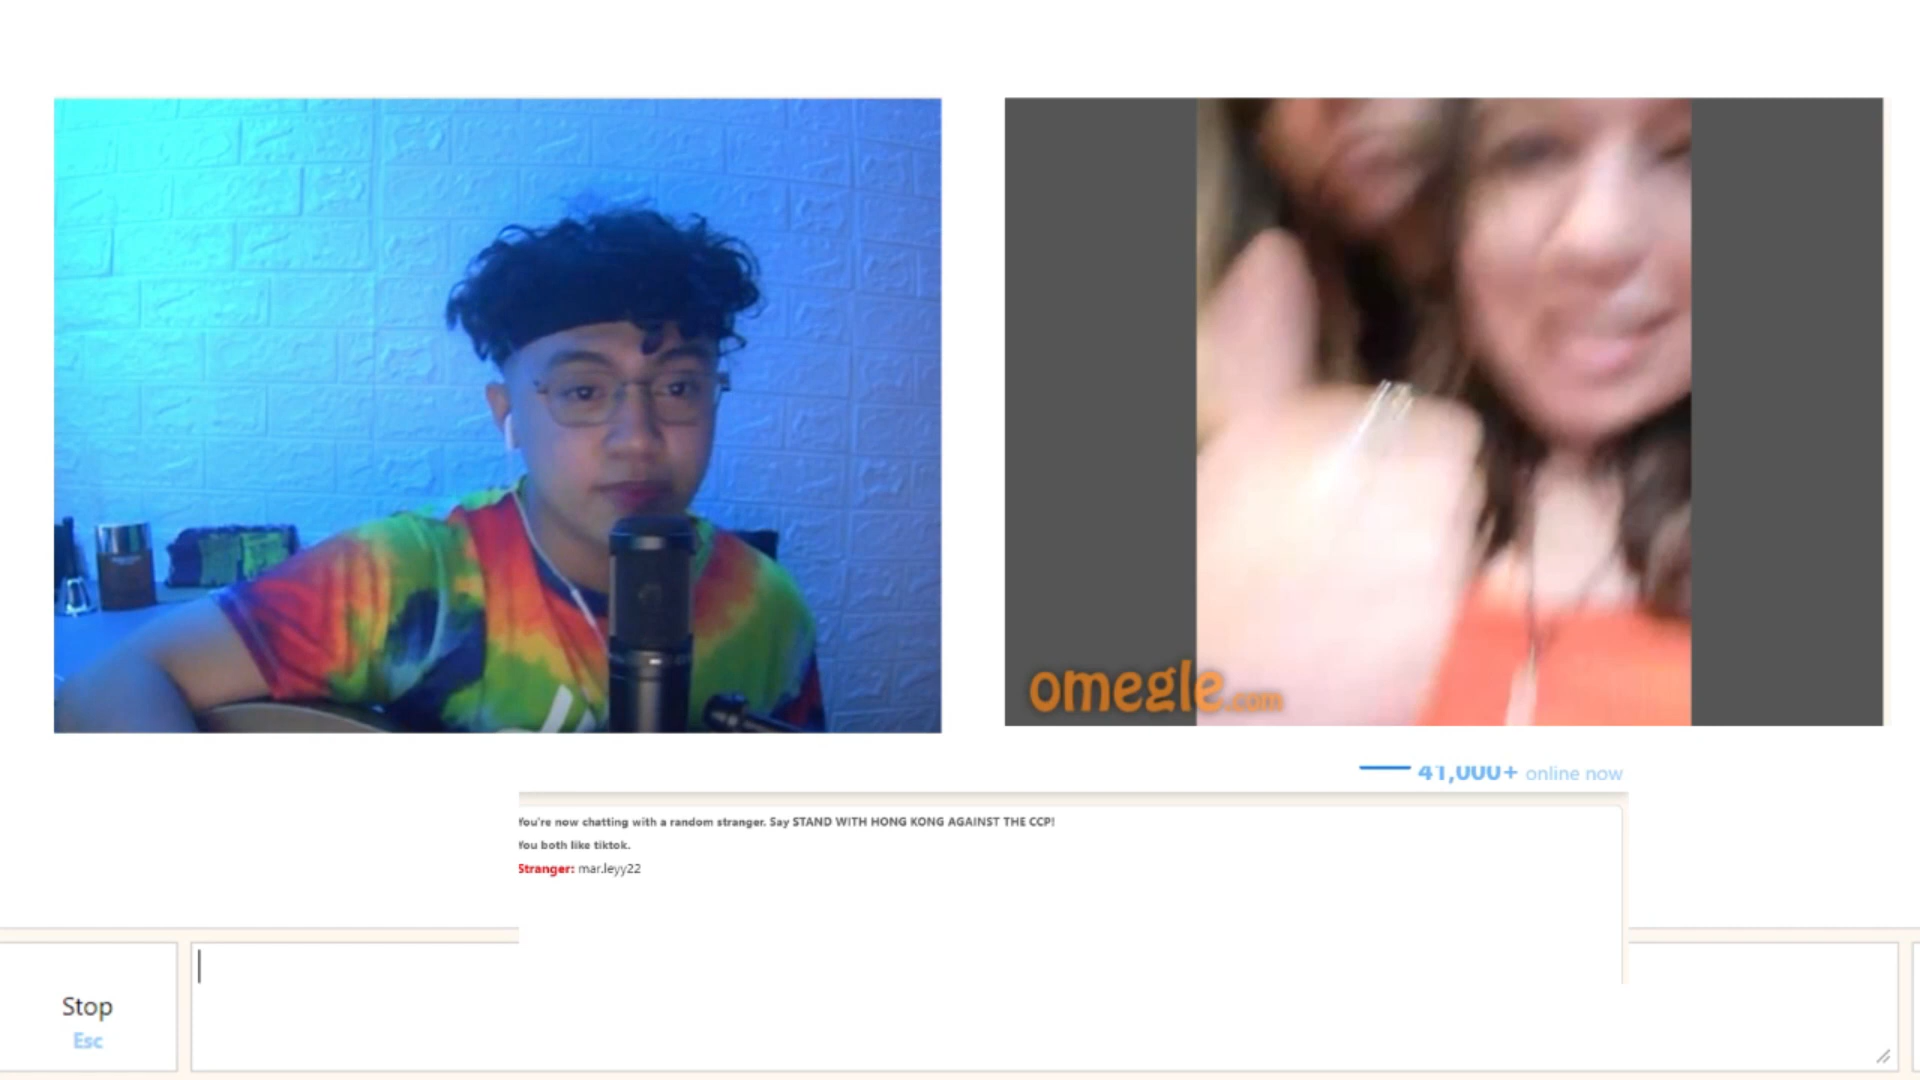 omegle.com
41,000+ online now
You're now chatting with a random stranger. Say STAND WITH HONG KONG AGAINST THE CCP!
You both like tiktok.
Stranger: mar.leyy22
Stop
Esc